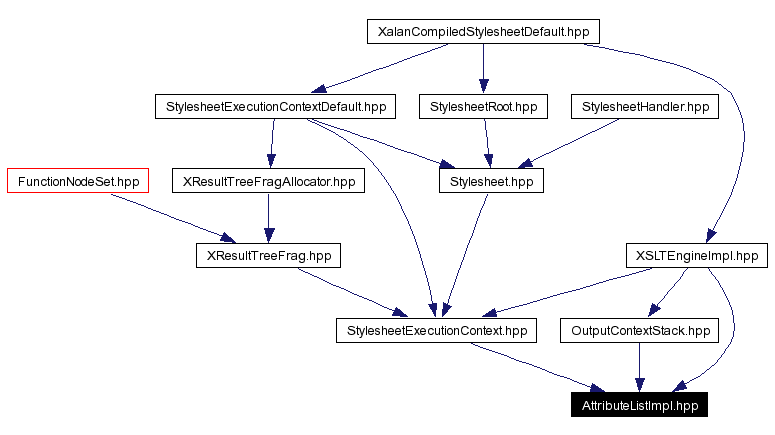 XalanCompiledStylesheetDefault.hpp
StylesheetExecutionContextDefault.hpp
StylesheetRoot.hpp
StylesheetHandler.hpp
FunctionNodeSet.hpp
XResultTreeFragAllocator.hpp
Stylesheet.hpp
XResultTreeFrag.hpp
XSLTEngineImpl.hpp
StylesheetExecutionContext.hpp
OutputContextStack.hpp
AttributeListImpl.hpp